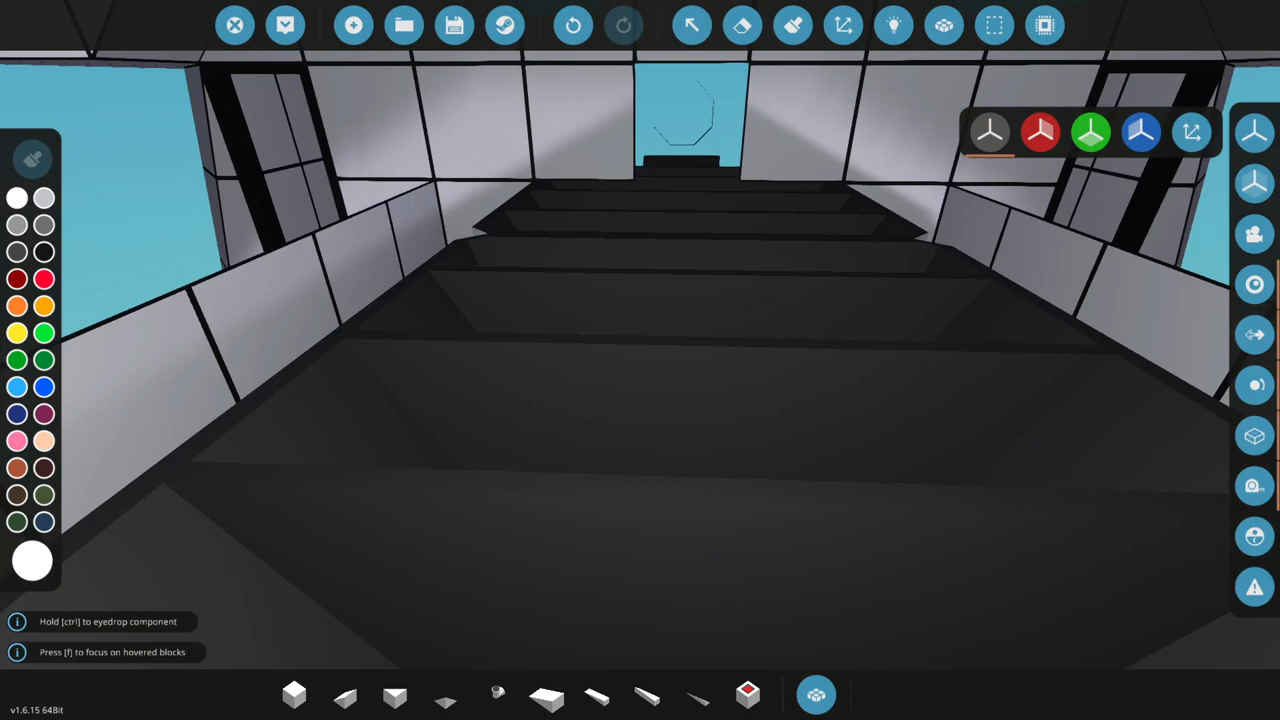 Hold [ctrl] to eyedrop component
Press [f] to focus on hovered blocks
v1.6.15 64Bit